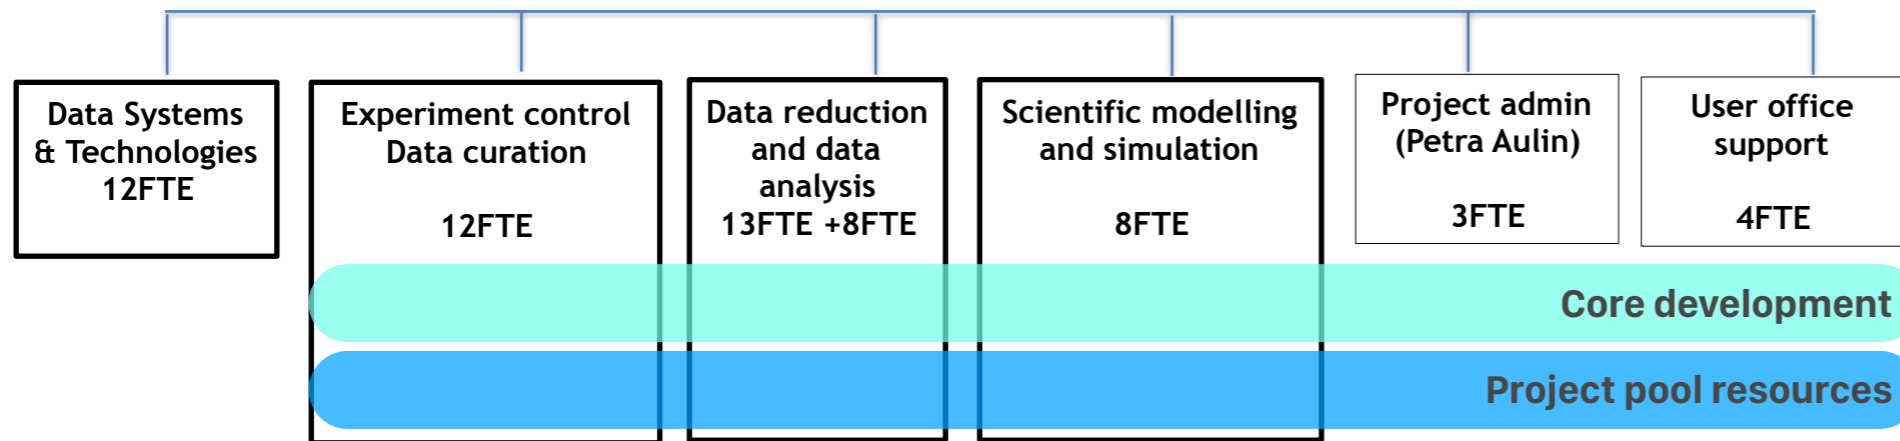 Data Systems
& Technologies
12FTE
Experiment control
Data curation
12FTE
Data reduction
and data
analysis
13FTE +8FTE
Scientific modelling
and simulation
8FTE
Project admin
(Petra Aulin)
3FTE
User office
support
4FTE
Core development
Project pool resources